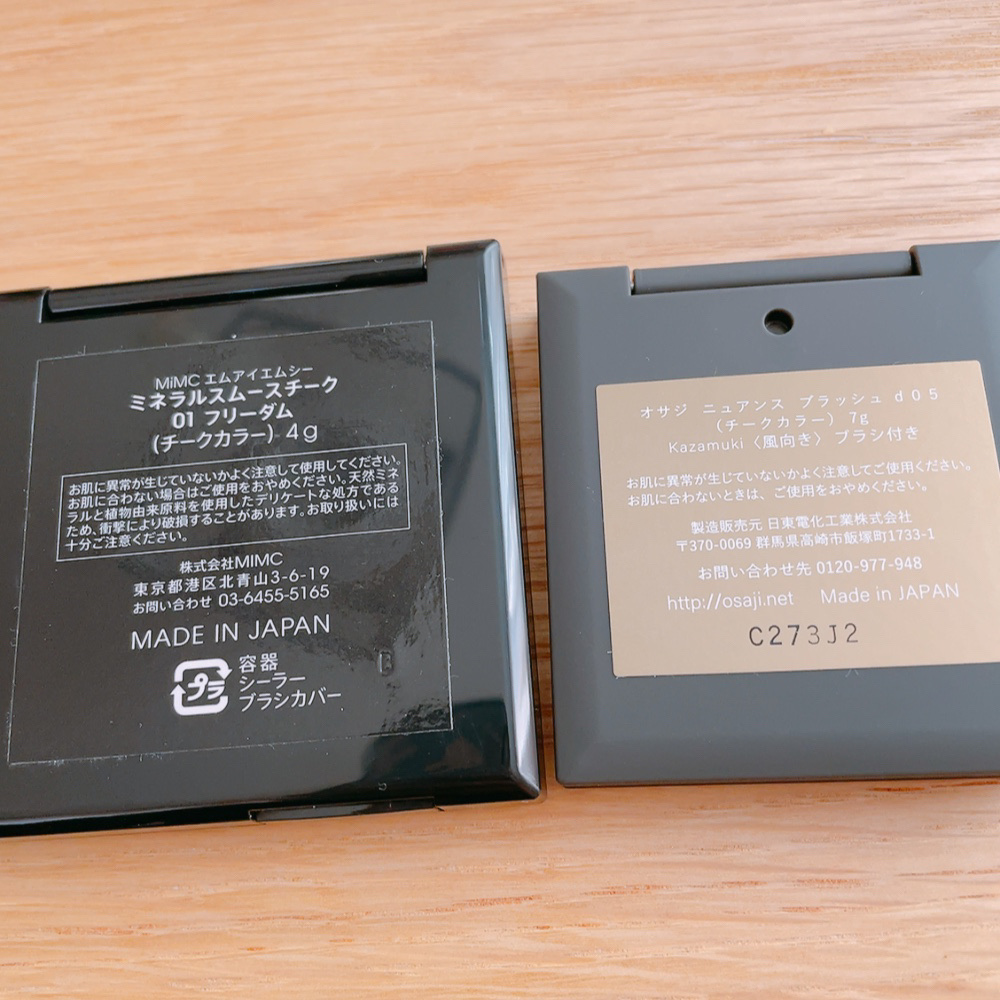 MiMC エムアイエムシー
ミネラルスムースチーク
01 フリーダム
(チークカラー) 4g
お肌に異常が生じていないかよく注意して使用してください。
お肌に合わない場合はご使用をおやめください。天然ミネ
ラルと植物由来原料を使用したデリケートな処方である
ため、衝撃により破損することがあります。お取り扱いには
十分ご注意ください。
株式会社MIMC
東京都港区北青山3-6-19
お問い合わせ 03-6455-5165
MADE IN JAPAN
プラ
容器
シーラー
ブラシカバー
オサジ ニュアンス ブラッシュ d05
(チークカラー) 7g
Kazamuki〈風向き〉ブラシ付き
お肌に異常が生じていないかよく注意してご使用ください。
お肌に合わないときは、ご使用をおやめください。
製造販売元 日東電化工業株式会社
〒370-0069 群馬県高崎市飯塚町1733-1
お問い合わせ先 0120-977-948
http://osaji.net Made in JAPAN
C273J2